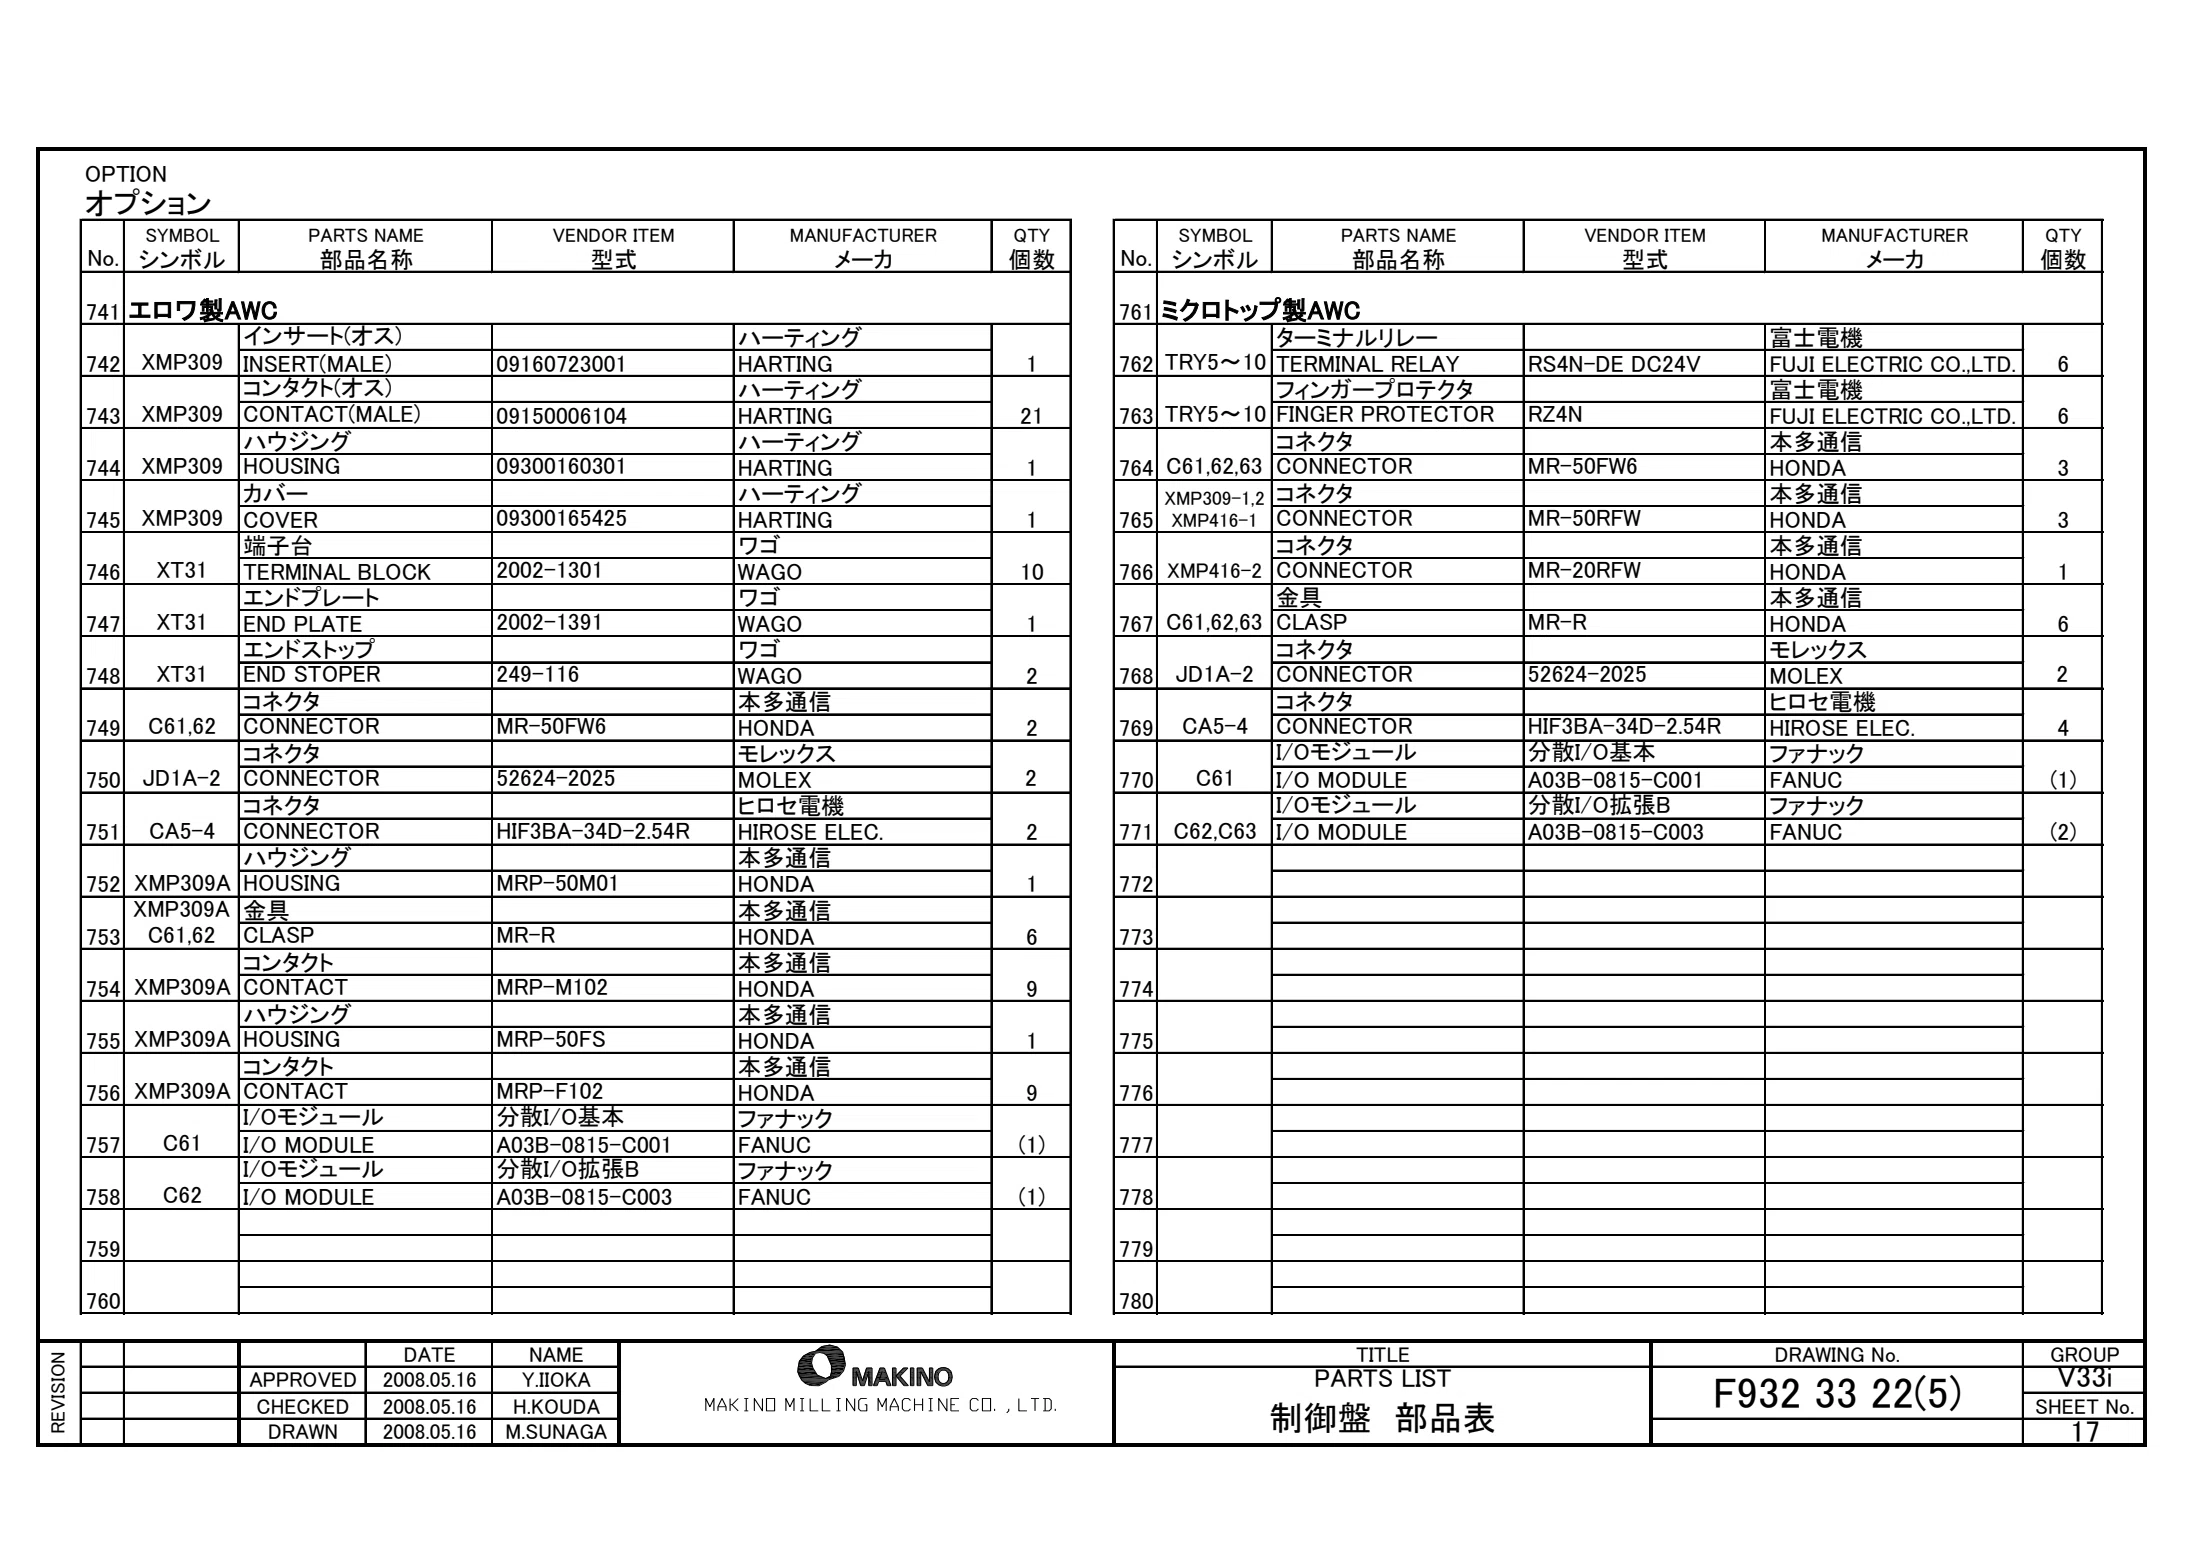 OPTION
オプション
No. SYMBOL シンボル PARTS NAME 部品名称 VENDOR ITEM 型式 MANUFACTURER メーカ QTY 個数
741 エロワ製AWC
インサート(オス) ハーティング
742 XMP309 INSERT(MALE) 09160723001 HARTING 1
コンタクト(オス) ハーティング
743 XMP309 CONTACT(MALE) 09150006104 HARTING 21
ハウジング ハーティング
744 XMP309 HOUSING 09300160301 HARTING 1
カバー ハーティング
745 XMP309 COVER 09300165425 HARTING 1
端子台 ワゴ
746 XT31 TERMINAL BLOCK 2002-1301 WAGO 10
エンドプレート ワゴ
747 XT31 END PLATE 2002-1391 WAGO 1
エンドストップ ワゴ
748 XT31 END STOPER 249-116 WAGO 2
コネクタ 本多通信
749 C61,62 CONNECTOR MR-50FW6 HONDA 2
コネクタ モレックス
750 JD1A-2 CONNECTOR 52624-2025 MOLEX 2
コネクタ ヒロセ電機
751 CA5-4 CONNECTOR HIF3BA-34D-2.54R HIROSE ELEC. 2
ハウジング 本多通信
752 XMP309A HOUSING MRP-50M01 HONDA 1
XMP309A 金具 本多通信
753 C61,62 CLASP MR-R HONDA 6
コンタクト 本多通信
754 XMP309A CONTACT MRP-M102 HONDA 9
ハウジング 本多通信
755 XMP309A HOUSING MRP-50FS HONDA 1
コンタクト 本多通信
756 XMP309A CONTACT MRP-F102 HONDA 9
I/Oモジュール 分散I/O基本 ファナック
757 C61 I/O MODULE A03B-0815-C001 FANUC (1)
I/Oモジュール 分散I/O拡張B ファナック
758 C62 I/O MODULE A03B-0815-C003 FANUC (1)
759
760
No. SYMBOL シンボル PARTS NAME 部品名称 VENDOR ITEM 型式 MANUFACTURER メーカ QTY 個数
761 ミクロトップ製AWC
ターミナルリレー 富士電機
762 TRY5～10 TERMINAL RELAY RS4N-DE DC24V FUJI ELECTRIC CO.,LTD. 6
フィンガープロテクタ 富士電機
763 TRY5～10 FINGER PROTECTOR RZ4N FUJI ELECTRIC CO.,LTD. 6
コネクタ 本多通信
764 C61,62,63 CONNECTOR MR-50FW6 HONDA 3
XMP309-1,2 コネクタ 本多通信
765 XMP416-1 CONNECTOR MR-50RFW HONDA 3
コネクタ 本多通信
766 XMP416-2 CONNECTOR MR-20RFW HONDA 1
金具 本多通信
767 C61,62,63 CLASP MR-R HONDA 6
コネクタ モレックス
768 JD1A-2 CONNECTOR 52624-2025 MOLEX 2
コネクタ ヒロセ電機
769 CA5-4 CONNECTOR HIF3BA-34D-2.54R HIROSE ELEC. 4
I/Oモジュール 分散I/O基本 ファナック
770 C61 I/O MODULE A03B-0815-C001 FANUC (1)
I/Oモジュール 分散I/O拡張B ファナック
771 C62,C63 I/O MODULE A03B-0815-C003 FANUC (2)
772
773
774
775
776
777
778
779
780
REVISION
DATE NAME
APPROVED 2008.05.16 Y.IIOKA
CHECKED 2008.05.16 H.KOUDA
DRAWN 2008.05.16 M.SUNAGA
MAKINO
MAKINO MILLING MACHINE CO. ,LTD.
TITLE
PARTS LIST
制御盤 部品表
DRAWING No.
F932 33 22(5)
GROUP
V33i
SHEET No.
17